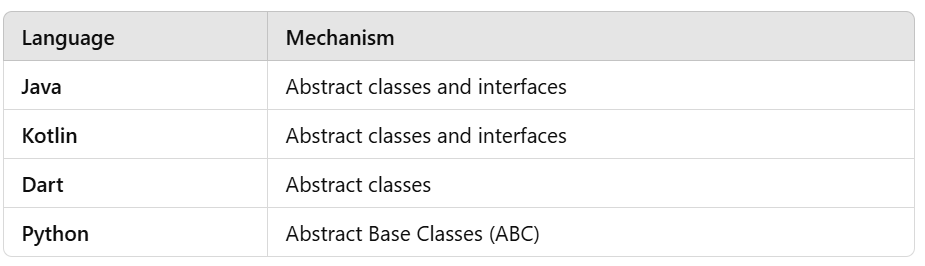 Language Mechanism
Java Abstract classes and interfaces
Kotlin Abstract classes and interfaces
Dart Abstract classes
Python Abstract Base Classes (ABC)